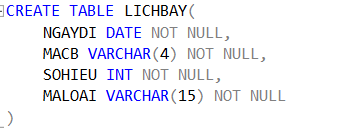 CREATE TABLE LICHBAY(
NGAYDI DATE NOT NULL,
MACB VARCHAR(4) NOT NULL,
SOHIEU INT NOT NULL,
MALOAI VARCHAR(15) NOT NULL
)